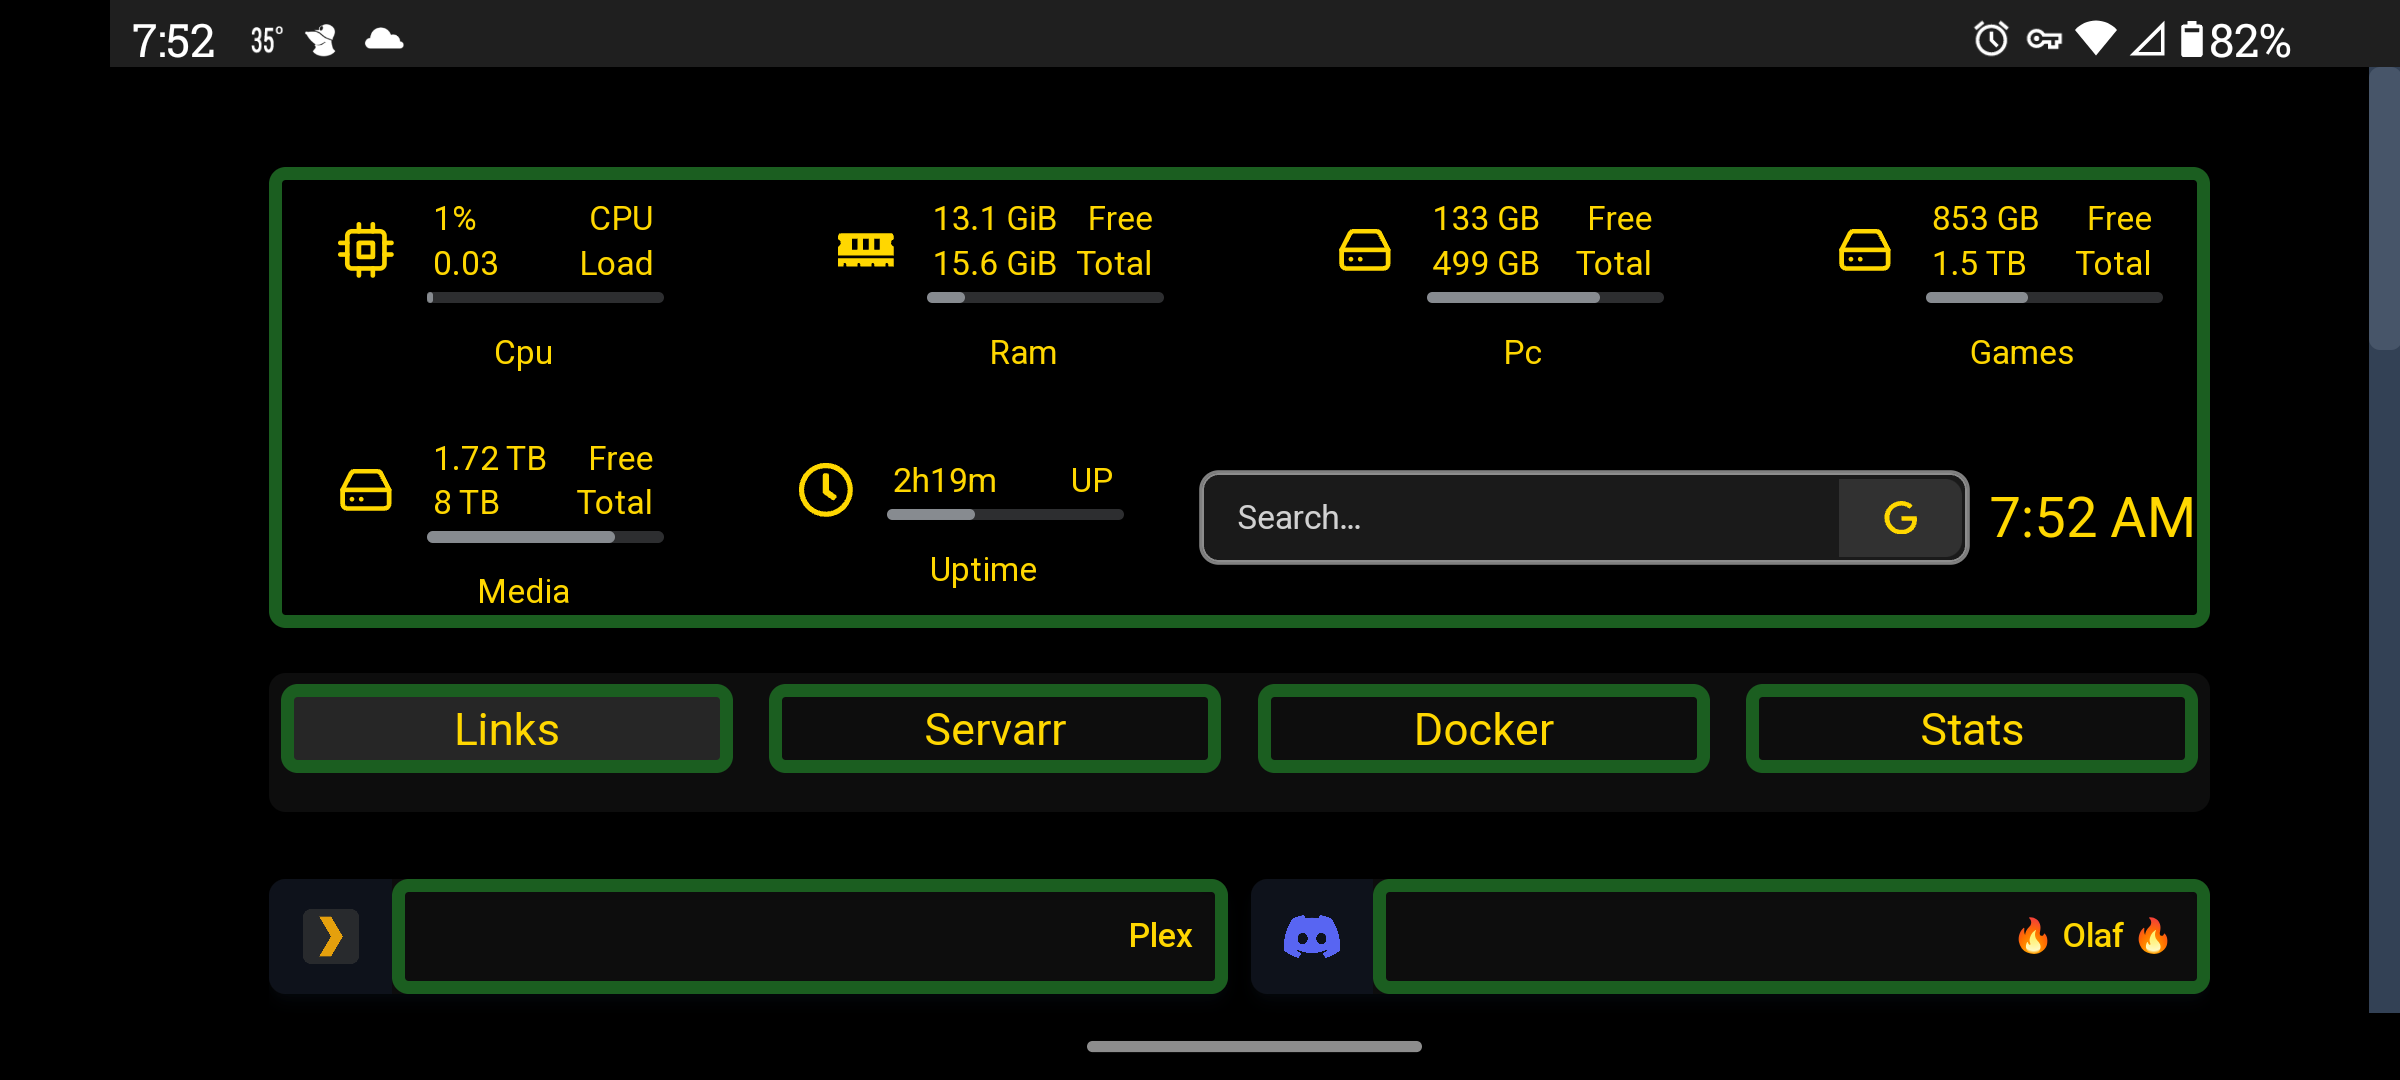 7:52 35° 82%
1% CPU
0.03 Load
Cpu
13.1 GiB Free
15.6 GiB Total
Ram
133 GB Free
499 GB Total
Pc
853 GB Free
1.5 TB Total
Games
1.72 TB Free
8 TB Total
Media
2h19m UP
Uptime
Search...
G
7:52 AM
Links
Servarr
Docker
Stats
Plex
🔥 Olaf 🔥